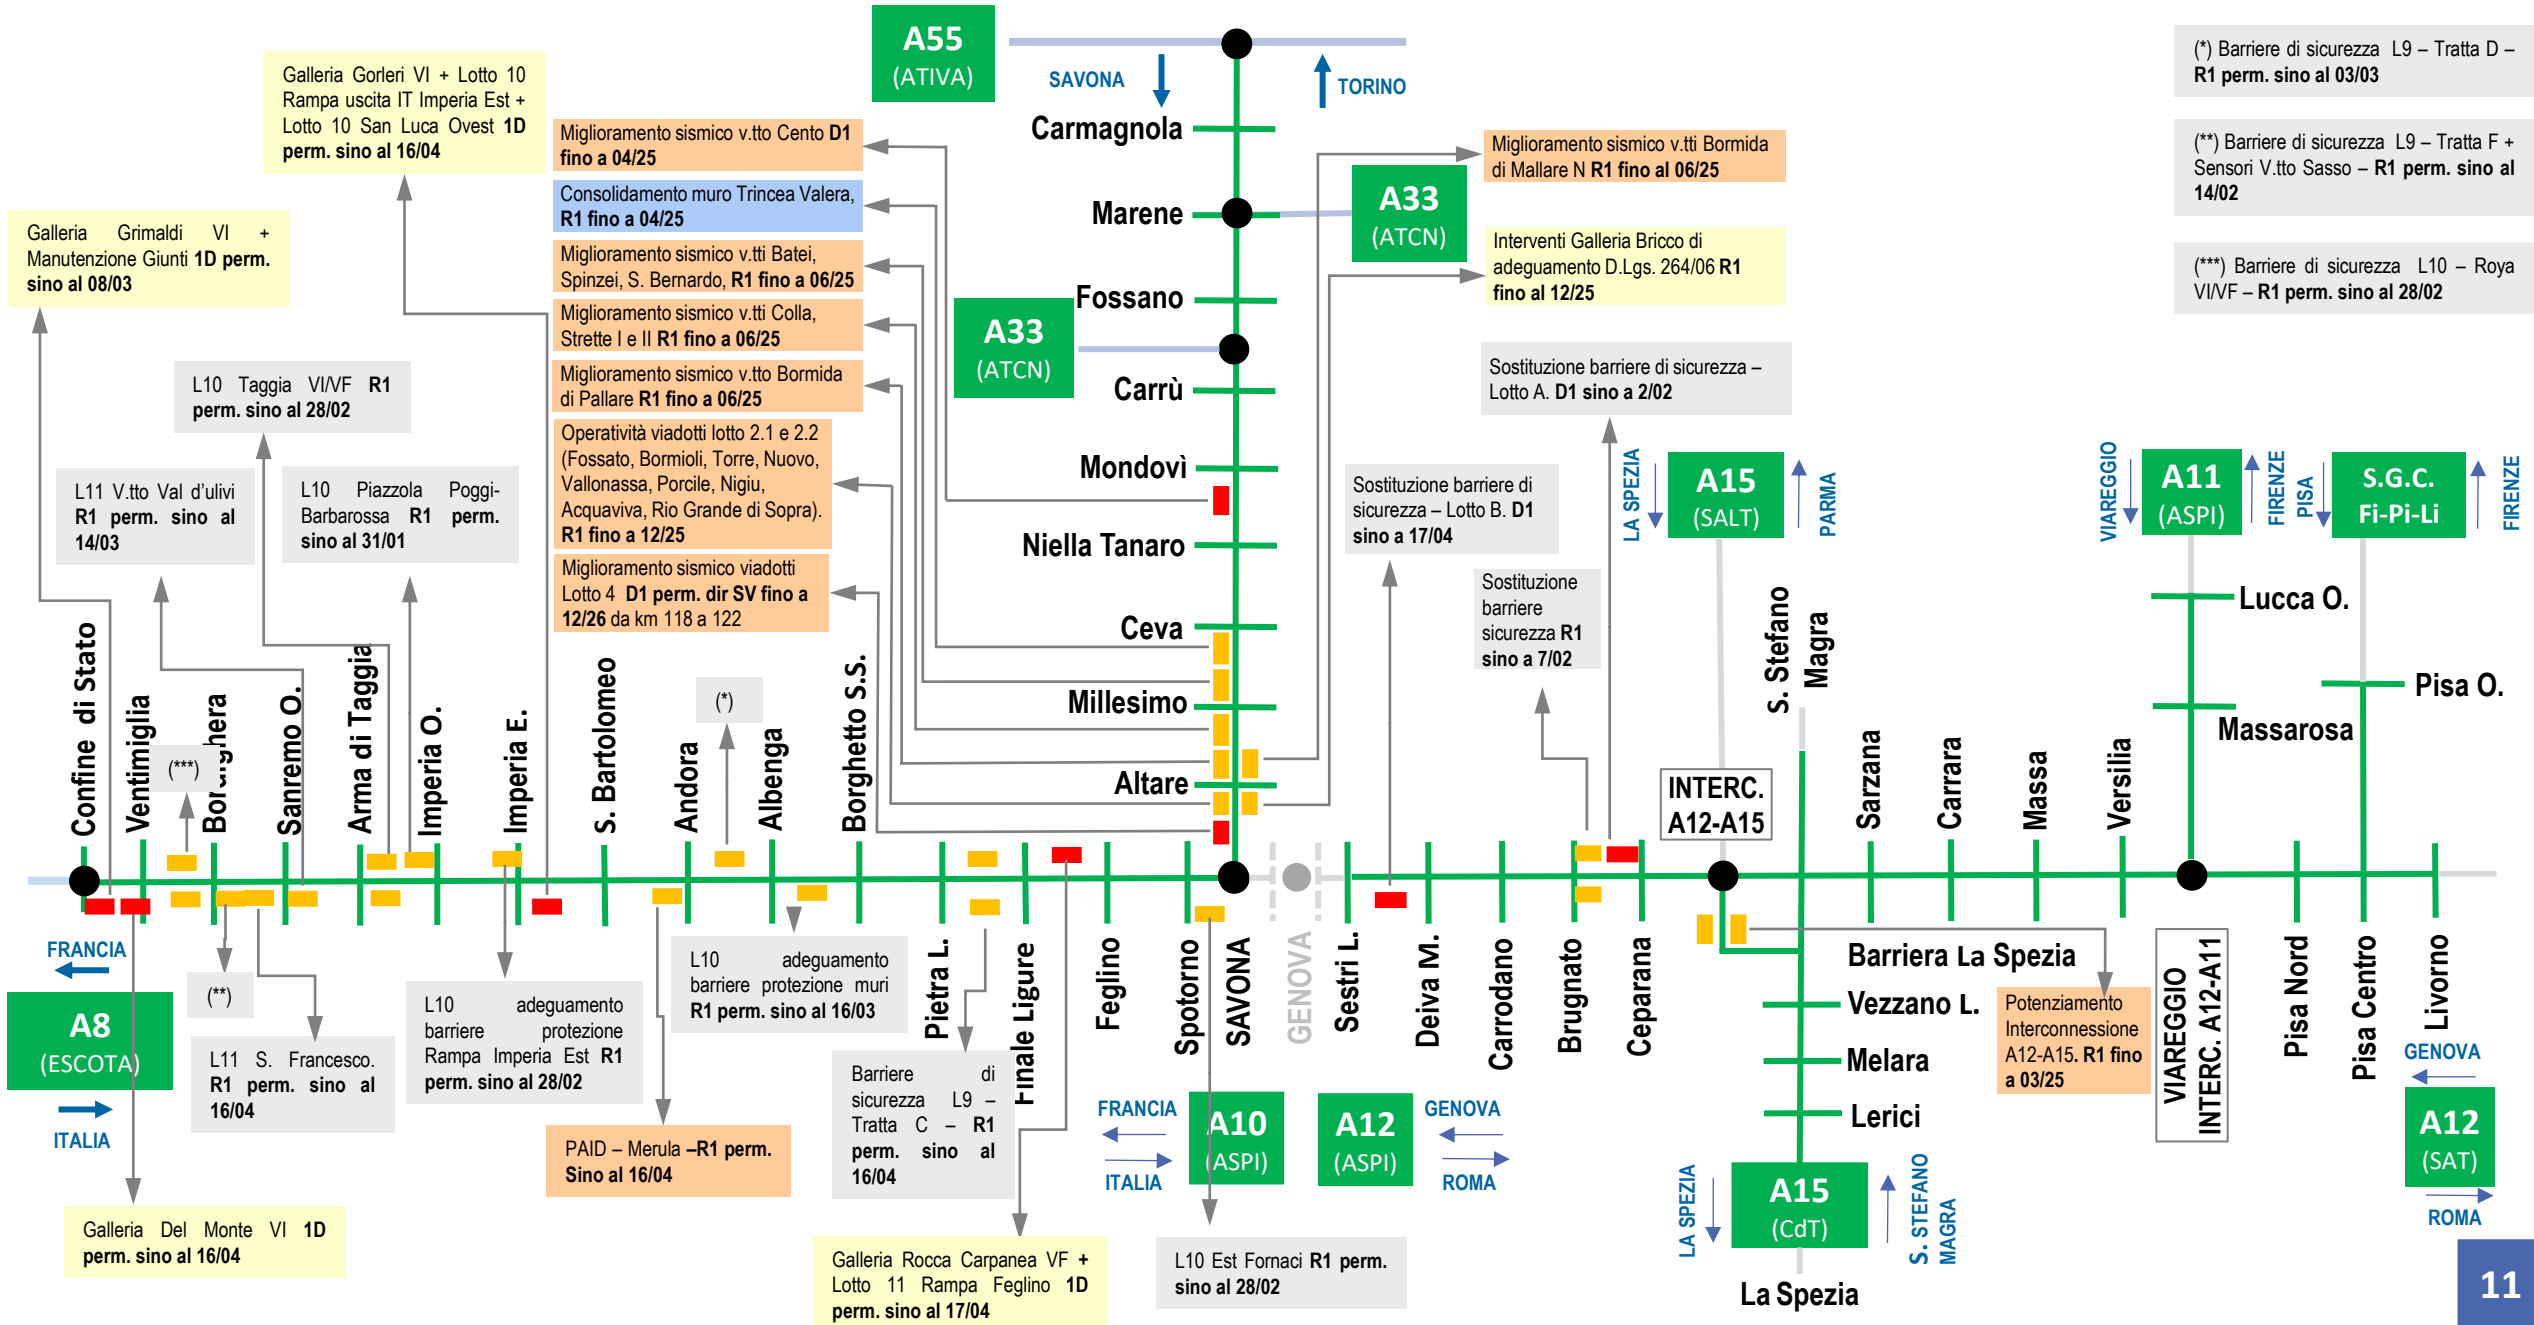 A55
(ATIVA)
SAVONA
TORINO
(*) Barriere di sicurezza L9 – Tratta D –
R1 perm. sino al 03/03
(**) Barriere di sicurezza L9 – Tratta F +
Sensori V.tto Sasso – R1 perm. sino al
14/02
(***) Barriere di sicurezza L10 – Roya
VI/VF – R1 perm. sino al 28/02
Galleria Gorleri VI + Lotto 10
Rampa uscita IT Imperia Est +
Lotto 10 San Luca Ovest 1D
perm. sino al 16/04
Galleria Grimaldi VI +
Manutenzione Giunti 1D perm.
sino al 08/03
L10 Taggia VI/VF R1
perm. sino al 28/02
L11 V.tto Val d'ulivi
R1 perm. sino al
14/03
L10 Piazzola Poggi-
Barbarossa R1 perm.
sino al 31/01
Miglioramento sismico v.tto Cento D1
fino a 04/25
Consolidamento muro Trincea Valera,
R1 fino a 04/25
Miglioramento sismico v.tti Batei,
Spinzei, S. Bernardo, R1 fino a 06/25
Miglioramento sismico v.tti Colla,
Strette I e II R1 fino a 06/25
Miglioramento sismico v.tto Bormida
di Pallare R1 fino a 06/25
Operatività viadotti lotto 2.1 e 2.2
(Fossato, Bormioli, Torre, Nuovo,
Vallonassa, Porcile, Nigiu,
Acquaviva, Rio Grande di Sopra).
R1 fino a 12/25
Miglioramento sismico viadotti
Lotto 4 D1 perm. dir SV fino a
12/26 da km 118 a 122
Carmagnola
Marene
Fossano
Carrù
Mondovì
Niella Tanaro
Ceva
Millesimo
Altare
A33
(ATCN)
A33
(ATCN)
Miglioramento sismico v.tti Bormida
di Mallare N R1 fino al 06/25
Interventi Galleria Bricco di
adeguamento D.Lgs. 264/06 R1
fino al 12/25
Sostituzione barriere di sicurezza –
Lotto A. D1 sino a 2/02
Sostituzione barriere di
sicurezza – Lotto B. D1
sino a 17/04
Sostituzione
barriere
sicurezza R1
sino a 7/02
LA SPEZIA
A15
(SALT)
PARMA
VIAREGGIO
A11
(ASPI)
FIRENZE
PISA
S.G.C.
Fi-Pi-Li
FIRENZE
Lucca O.
Massarosa
Pisa O.
INTERC.
A12-A15
Confine di Stato
Ventimiglia
(***)
Bordighera
Sanremo O.
Arma di Taggia
Imperia O.
Imperia E.
S. Bartolomeo
Andora
(*)
Albenga
Borghetto S.S.
S. Stefano
Magra
Sarzana
Carrara
Massa
Versilia
Pietra L.
Finale Ligure
Feglino
Spotorno
SAVONA
GENOVA
Sestri L.
Deiva M.
Carrodano
Brugnato
Ceparana
Barriera La Spezia
Vezzano L.
Melara
Lerici
VIAREGGIO
INTERC. A12-A11
Pisa Nord
Pisa Centro
Livorno
FRANCIA
A8
(ESCOTA)
ITALIA
(**)
L11 S. Francesco.
R1 perm. sino al
16/04
L10 adeguamento
barriere protezione
Rampa Imperia Est R1
perm. sino al 28/02
L10 adeguamento
barriere protezione muri
R1 perm. sino al 16/03
Barriere di
sicurezza L9 –
Tratta C – R1
perm. sino al
16/04
PAID – Merula –R1 perm.
Sino al 16/04
Galleria Del Monte VI 1D
perm. sino al 16/04
Galleria Rocca Carpanea VF +
Lotto 11 Rampa Feglino 1D
perm. sino al 17/04
L10 Est Fornaci R1 perm.
sino al 28/02
Potenziamento
Interconnessione
A12-A15. R1 fino
a 03/25
FRANCIA
ITALIA
A10
(ASPI)
A12
(ASPI)
GENOVA
ROMA
LA SPEZIA
A15
(CdT)
S. STEFANO
MAGRA
La Spezia
GENOVA
A12
(SAT)
ROMA
11